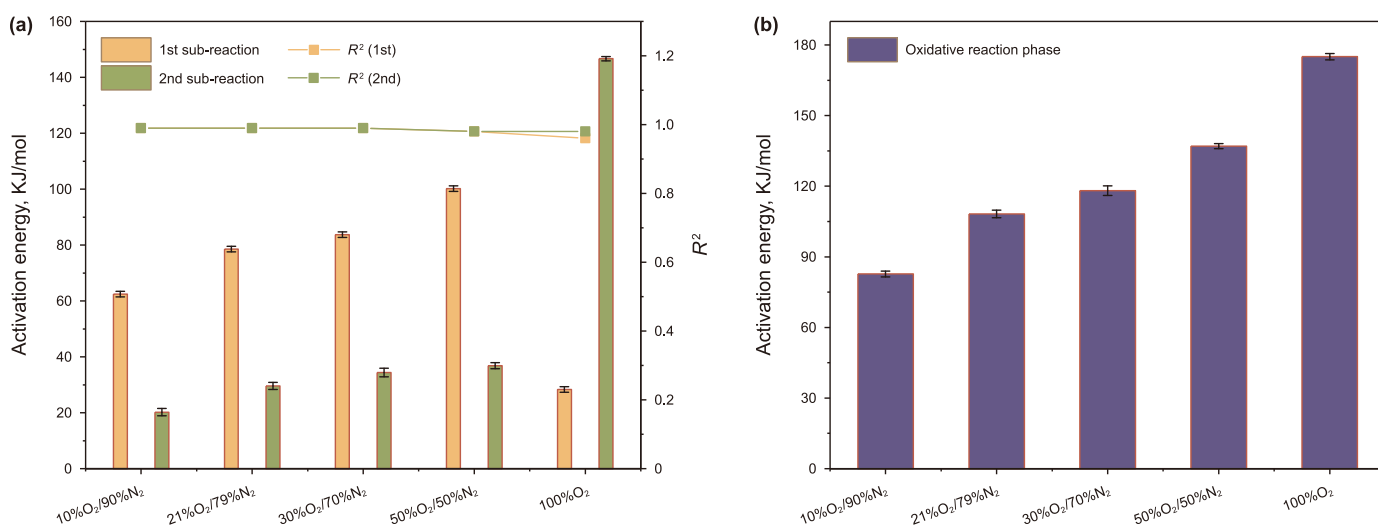 (a)
1st sub-reaction
2nd sub-reaction
R² (1st)
R² (2nd)
Activation energy, KJ/mol
160
140
120
100
80
60
40
20
0
1.2
1.0
0.8
0.6
0.4
0.2
0
R²
10%O₂/90%N₂
21%O₂/79%N₂
30%O₂/70%N₂
50%O₂/50%N₂
100%O₂
(b)
Oxidative reaction phase
Activation energy, KJ/mol
180
150
120
90
60
30
0
10%O₂/90%N₂
21%O₂/79%N₂
30%O₂/70%N₂
50%O₂/50%N₂
100%O₂